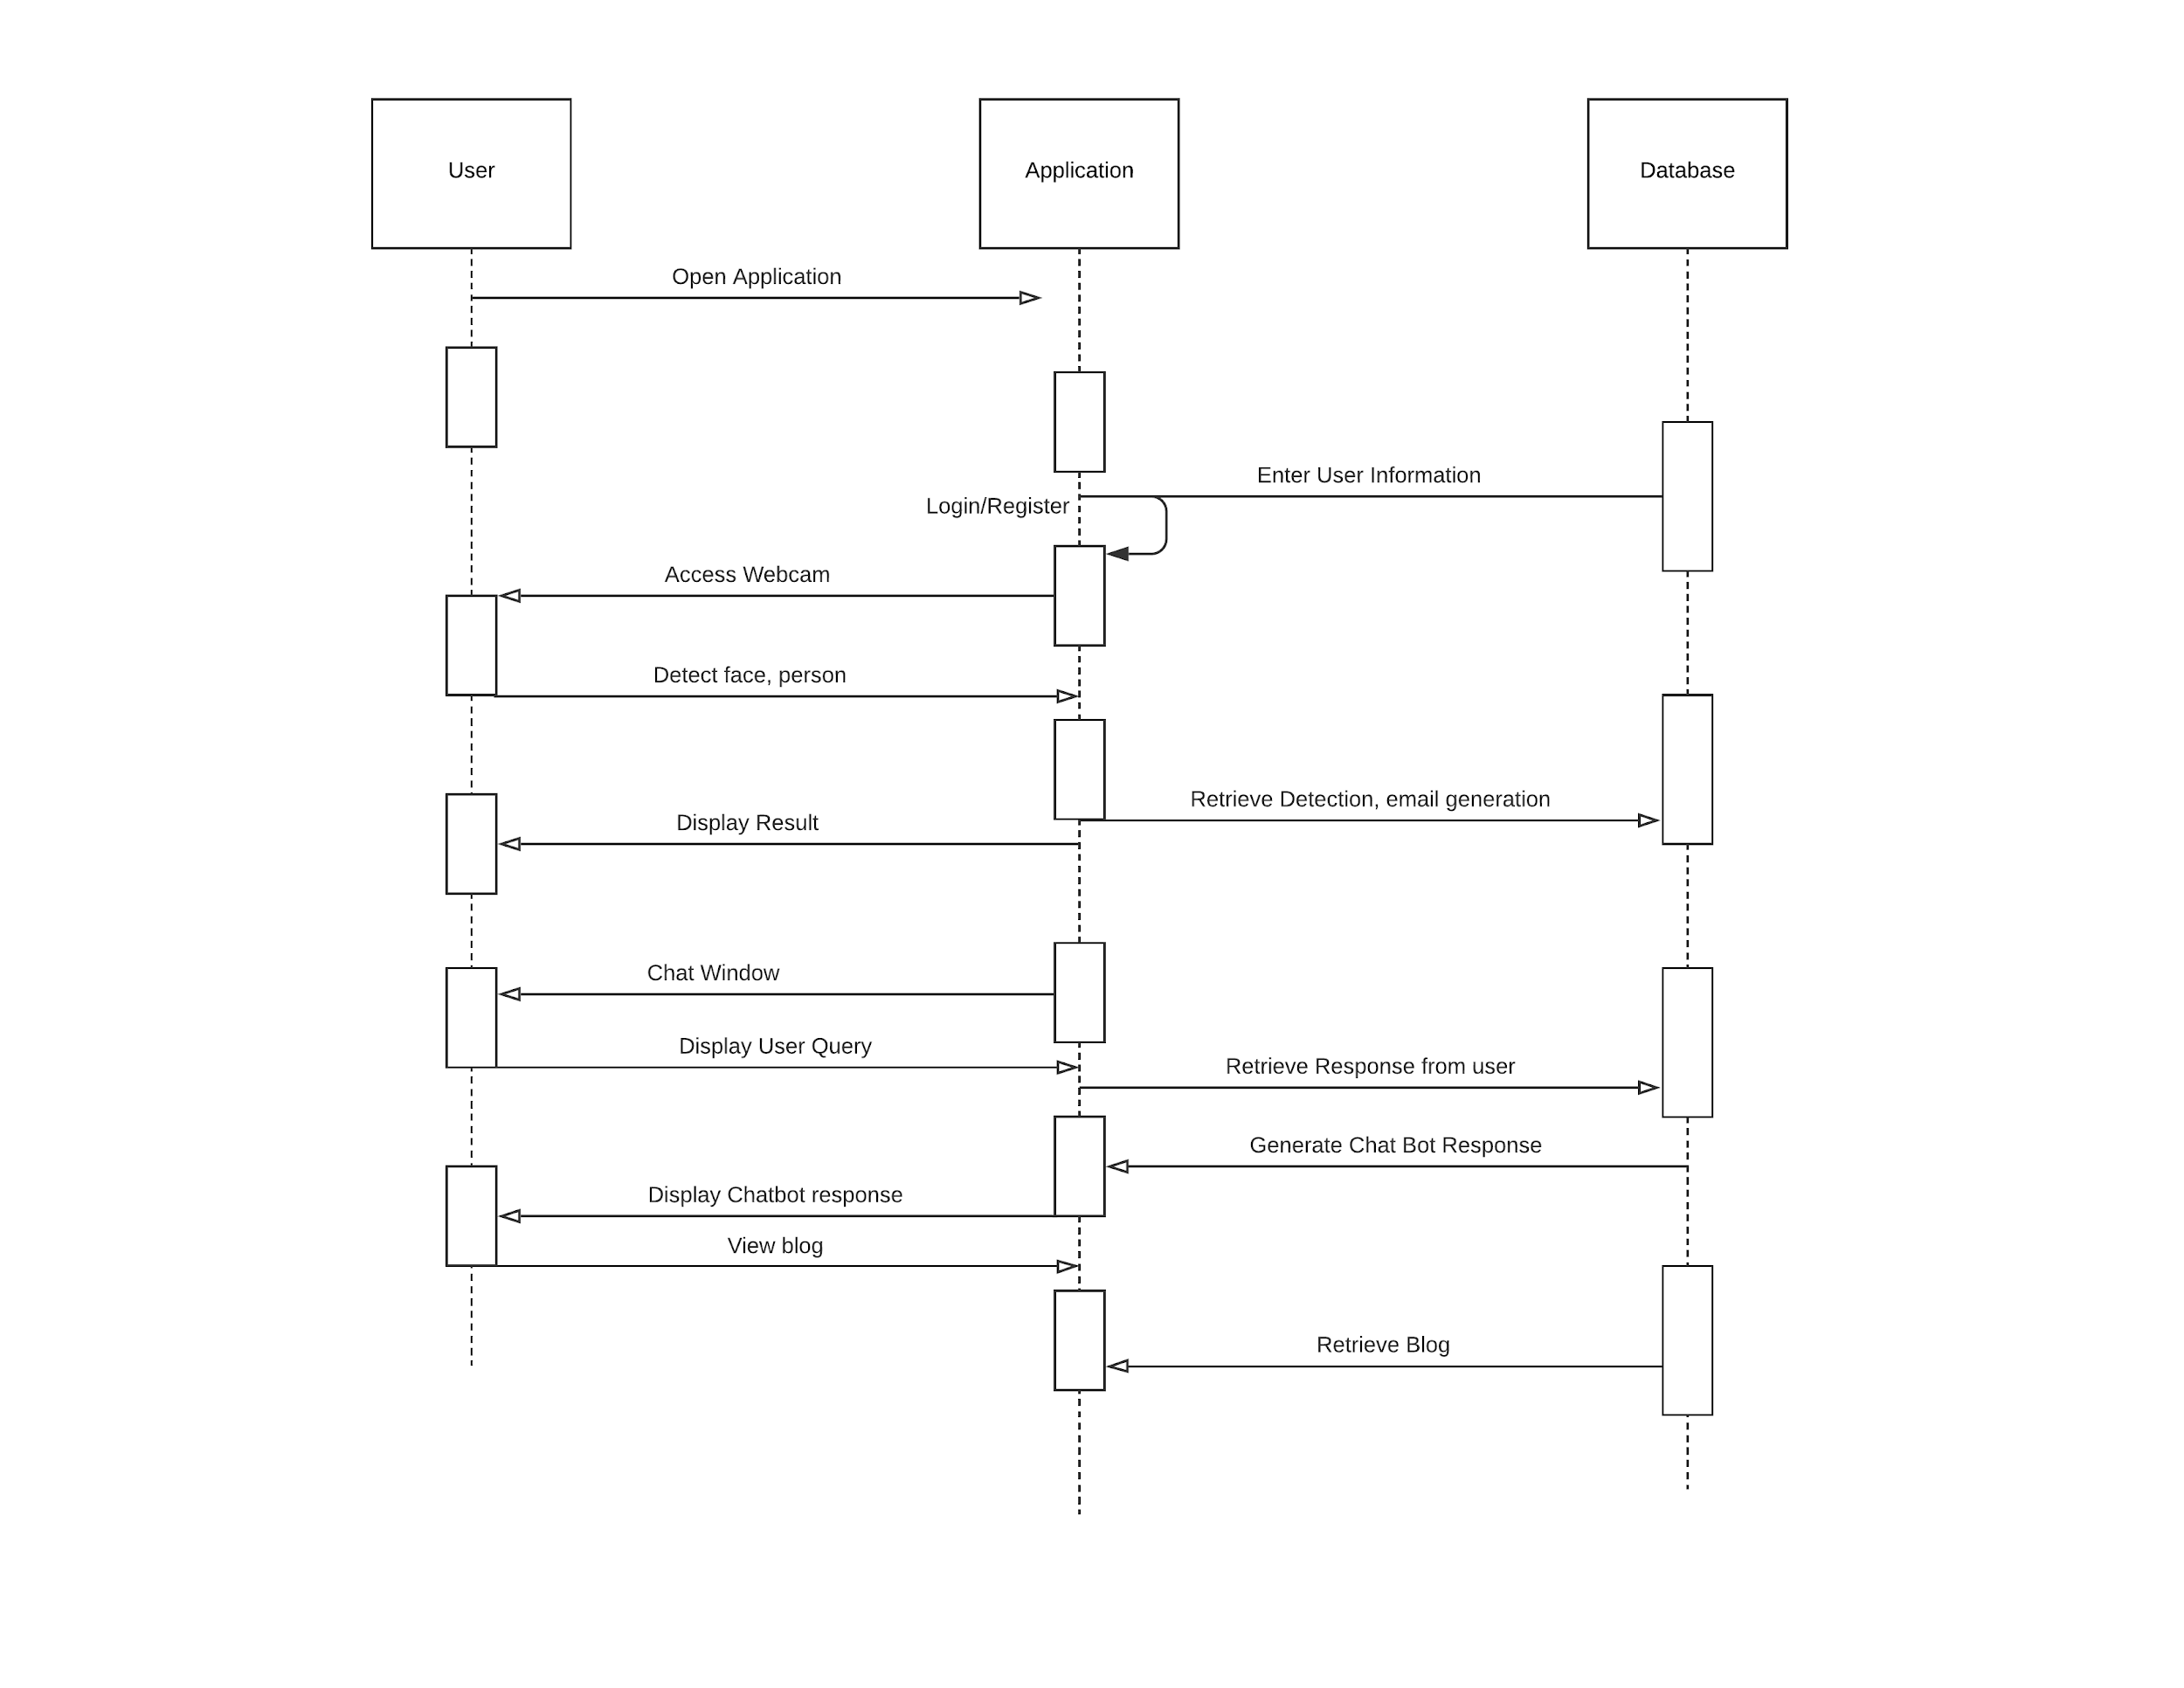 User
Application
Database
Open Application
Enter User Information
Login/Register
Access Webcam
Detect face, person
Retrieve Detection, email generation
Display Result
Chat Window
Display User Query
Retrieve Response from user
Generate Chat Bot Response
Display Chatbot response
View blog
Retrieve Blog